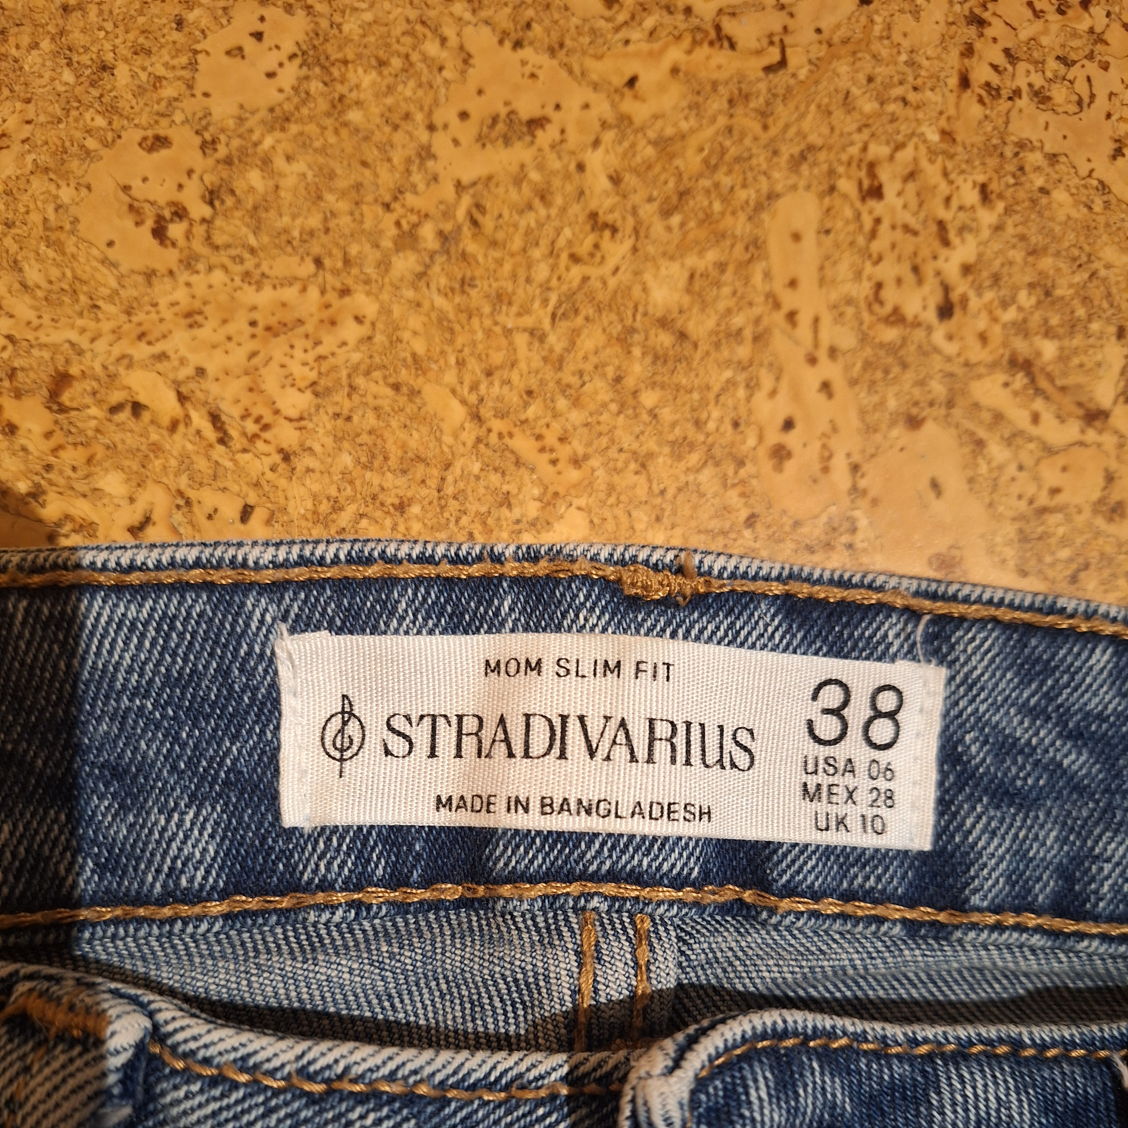 MOM SLIM FIT
STRADIVARIUS
MADE IN BANGLADESH
38
USA 06
MEX 28
UK 10